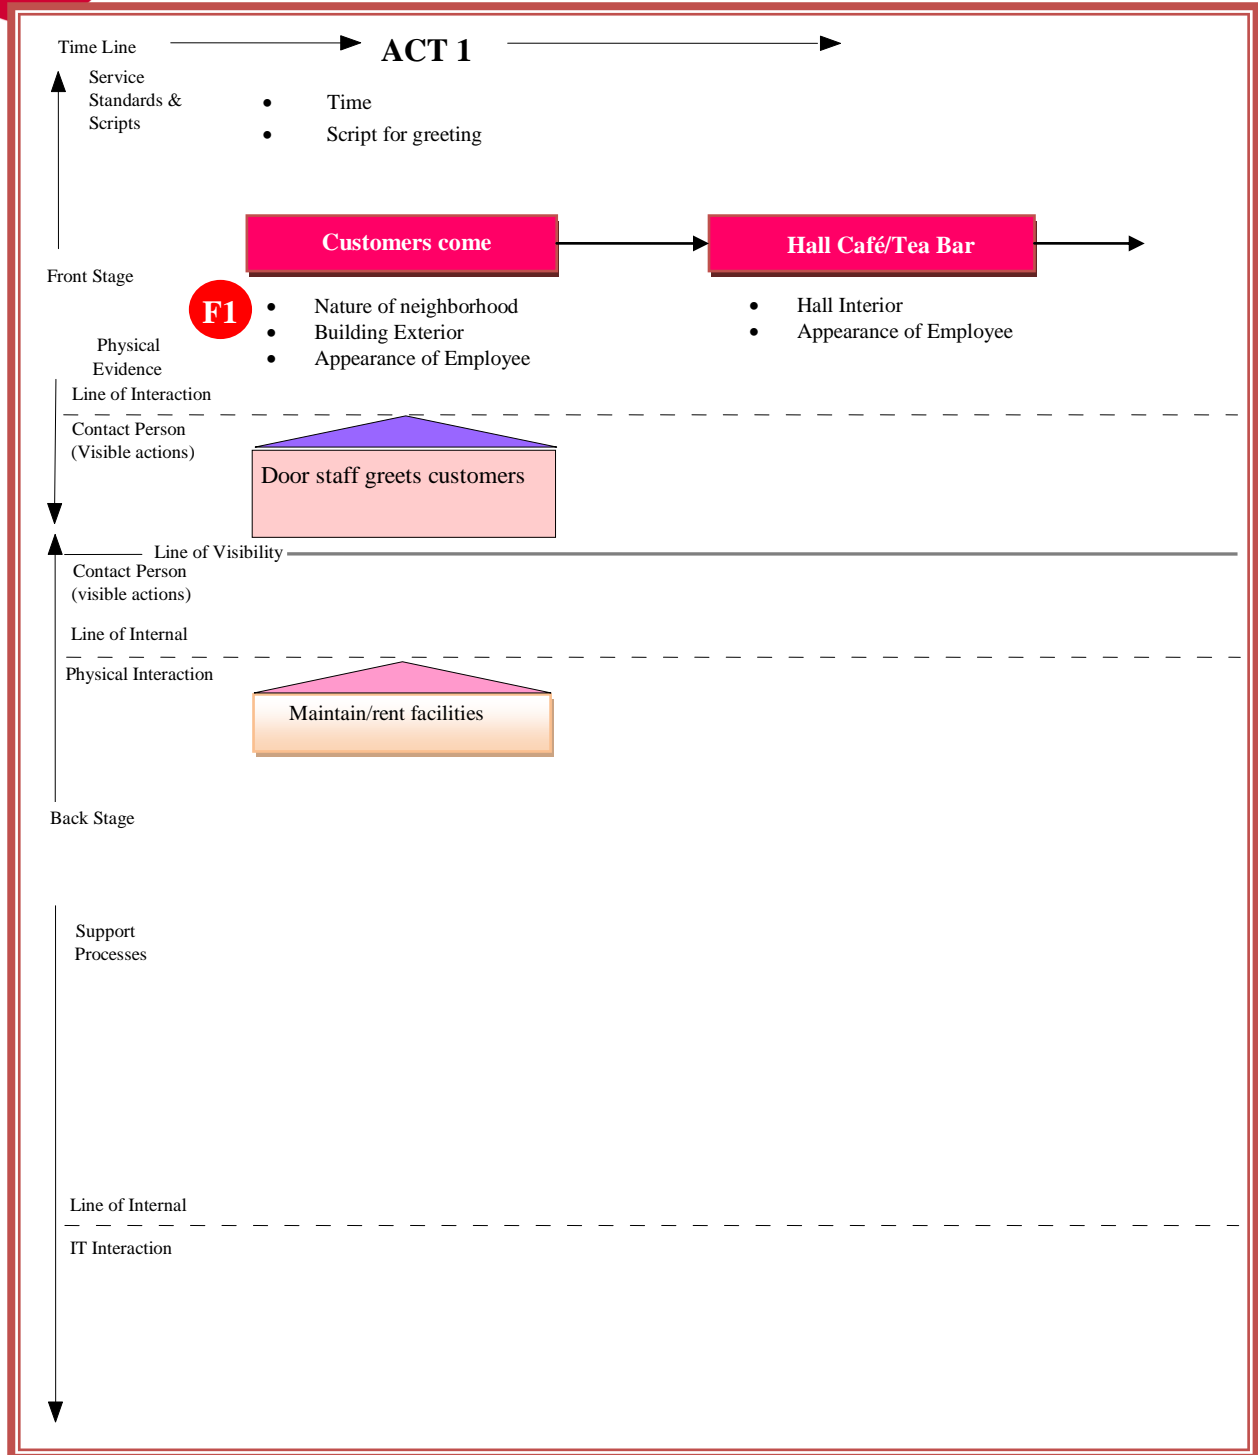 Time Line
ACT 1
Service
Standards &
Scripts
• Time
• Script for greeting
Customers come
Hall Café/Tea Bar
Front Stage
F1
• Nature of neighborhood
• Building Exterior
• Appearance of Employee
• Hall Interior
• Appearance of Employee
Physical
Evidence
Line of Interaction
Contact Person
(Visible actions)
Door staff greets customers
Line of Visibility
Contact Person
(visible actions)
Line of Internal
Physical Interaction
Maintain/rent facilities
Back Stage
Support
Processes
Line of Internal
IT Interaction